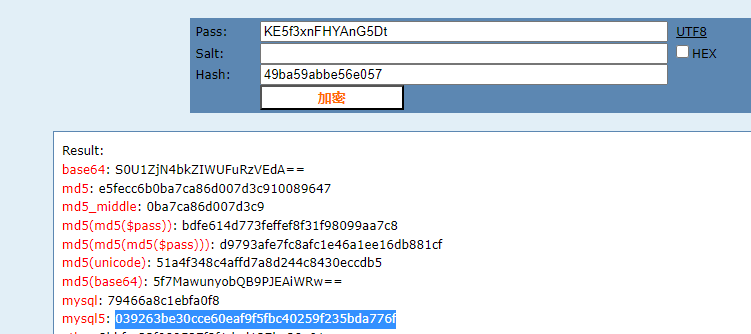 Pass: KE5f3xnFHYAnG5Dt UTF8
Salt: HEX
Hash: 49ba59abbe56e057
加密
Result:
base64: S0U1ZjN4bkZIWUFuRzVEdA==
md5: e5fecc6b0ba7ca86d007d3c910089647
md5_middle: 0ba7ca86d007d3c9
md5(md5($pass)): bdfe614d773feffef8f31f98099aa7c8
md5(md5(md5($pass))): d9793afe7fc8afc1e46a1ee16db881cf
md5(unicode): 51a4f348c4affd7a8d244c8430eccdb5
md5(base64): 5f7MawunyobQB9PJEAiWRw==
mysql: 79466a8c1ebfa0f8
mysql5: 039263be30cce60eaf9f5fbc40259f235bda776f